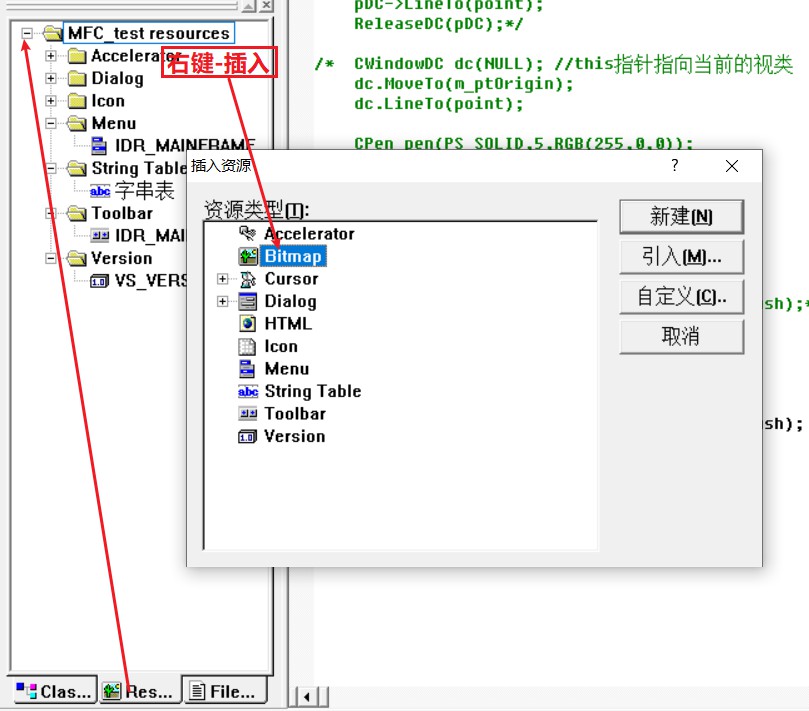 MFC_test resources
Accelerator
Dialog
Icon
Menu
IDR_MAINFRAME
String Table
字串表
Toolbar
IDR_MAI
Version
VS_VERS
右键-插入
pDC->LineTo(point);
ReleaseDC(pDC);*/
/* CWindowDC dc(NULL); //this指针指向当前的视类
dc.MoveTo(m_ptOrigin);
dc.LineTo(point);
CPen pen(PS_SOLID,5,RGB(255,0,0));
sh);*
sh);
插入资源
?
资源类型[T]:
Accelerator
Bitmap
Cursor
Dialog
HTML
Icon
Menu
String Table
Toolbar
Version
新建[N]
引入[M]...
自定义[C]..
取消
Clas...
Res...
File...